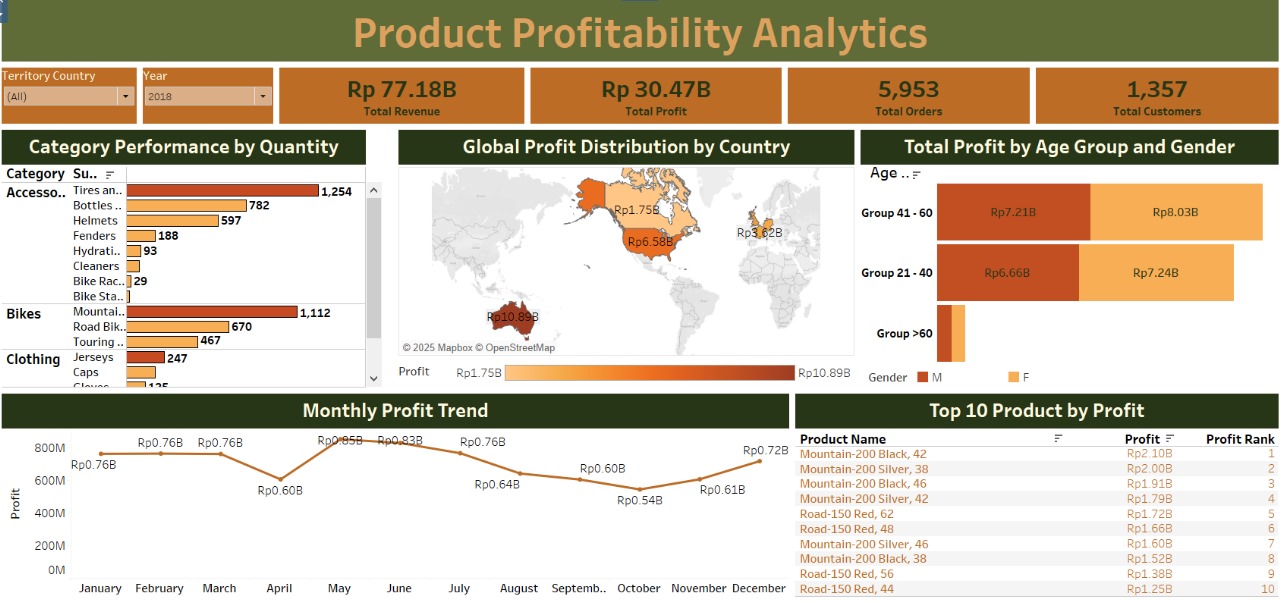 Product Profitability Analytics
Territory Country
(All)
Year
2018
Rp 77.18B
Total Revenue
Rp 30.47B
Total Profit
5,953
Total Orders
1,357
Total Customers
Category Performance by Quantity
Category Su..
Accesso.. Tires an.. 1,254
Bottles .. 782
Helmets 597
Fenders 188
Hydrati.. 93
Cleaners
Bike Rac.. 29
Bike Sta..
Bikes Mountai.. 1,112
Road Bik.. 670
Touring .. 467
Clothing Jerseys 247
Caps
Gloves 125
Global Profit Distribution by Country
Rp1.75B
Rp6.58B
Rp3.62B
Rp10.89B
© 2025 Mapbox © OpenStreetMap
Profit Rp1.75B Rp10.89B
Total Profit by Age Group and Gender
Age ..
Group 41 - 60 Rp7.21B Rp8.03B
Group 21 - 40 Rp6.66B Rp7.24B
Group >60
Gender M F
Monthly Profit Trend
Profit
800M
600M
400M
200M
0M
Rp0.76B
Rp0.76B
Rp0.76B
Rp0.60B
Rp0.85B
Rp0.83B
Rp0.76B
Rp0.64B
Rp0.60B
Rp0.54B
Rp0.61B
Rp0.72B
January February March April May June July August Septemb.. October November December
Top 10 Product by Profit
Product Name Profit Profit Rank
Mountain-200 Black, 42 Rp2.10B 1
Mountain-200 Silver, 38 Rp2.00B 2
Mountain-200 Black, 46 Rp1.91B 3
Mountain-200 Silver, 42 Rp1.79B 4
Road-150 Red, 62 Rp1.72B 5
Road-150 Red, 48 Rp1.66B 6
Mountain-200 Silver, 46 Rp1.60B 7
Mountain-200 Black, 38 Rp1.52B 8
Road-150 Red, 56 Rp1.38B 9
Road-150 Red, 44 Rp1.25B 10